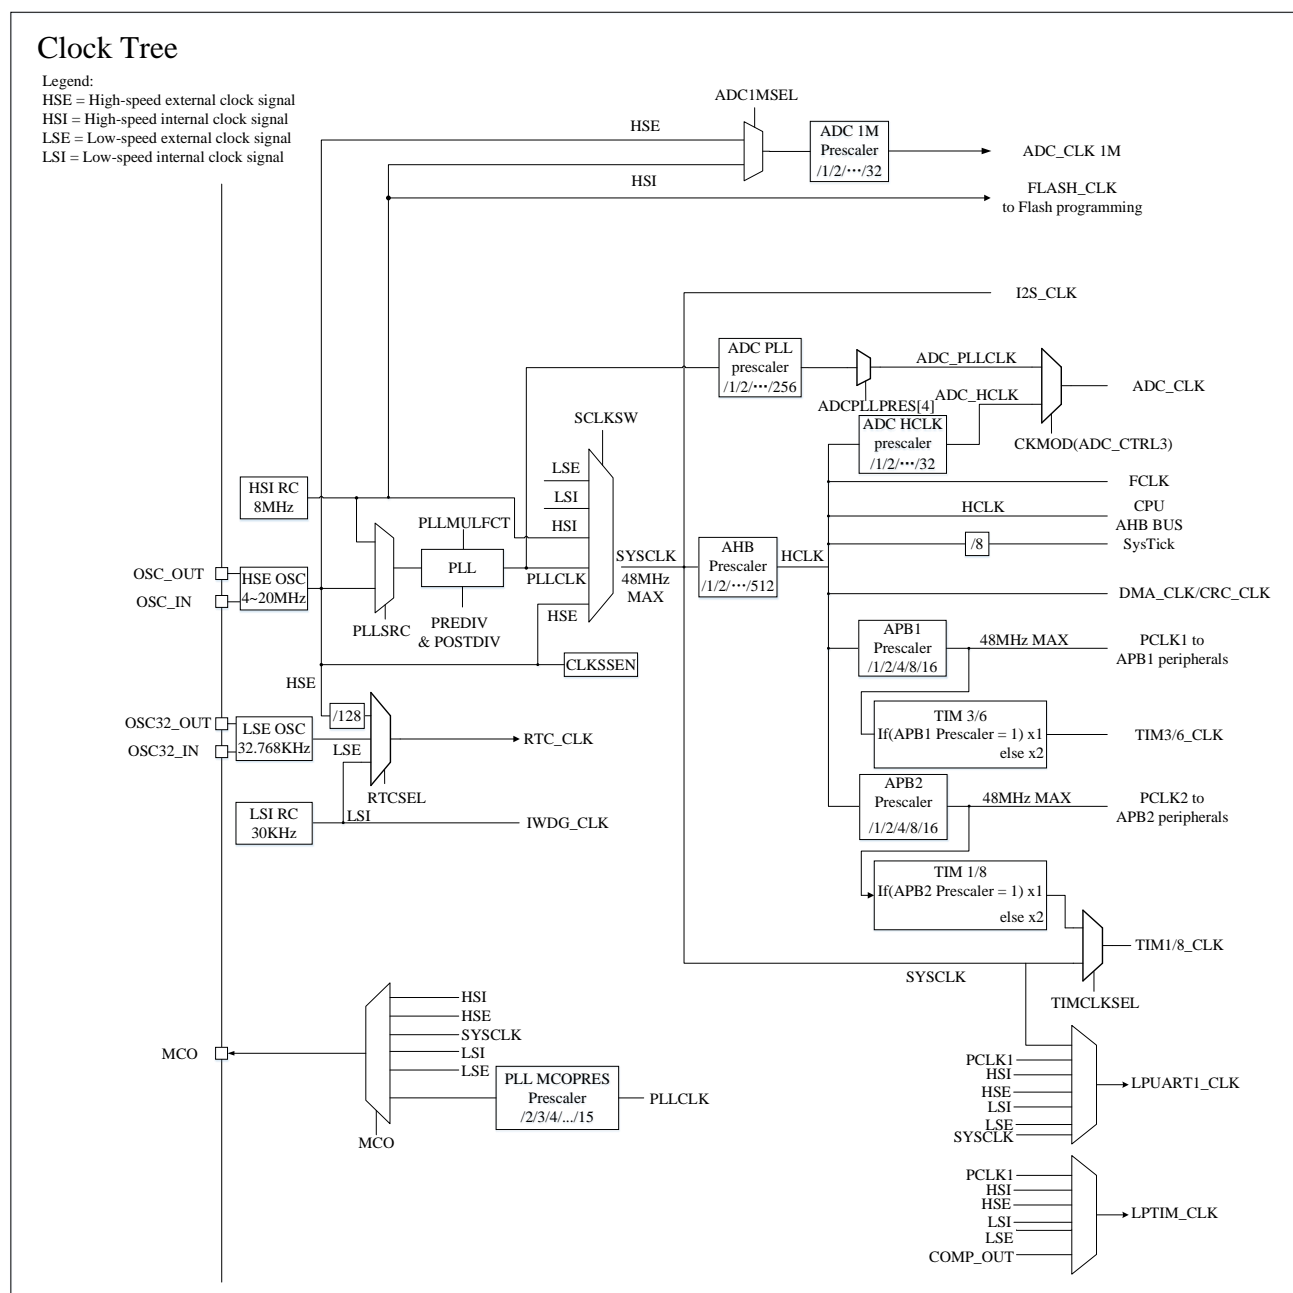 Clock Tree
Legend:
HSE = High-speed external clock signal
HSI = High-speed internal clock signal
LSE = Low-speed external clock signal
LSI = Low-speed internal clock signal
ADC1MSEL
HSE
HSI
ADC 1M
Prescaler
/1/2/···/32
ADC_CLK 1M
FLASH_CLK
to Flash programming
I2S_CLK
ADC PLL
prescaler
/1/2/···/256
ADCPLLPRES[4]
ADC_PLLCLK
ADC_HCLK
ADC_CLK
CKMOD(ADC_CTRL3)
ADC HCLK
prescaler
/1/2/···/32
SCLKSW
LSE
LSI
HSI
PLLCLK
HSE
HSI RC
8MHz
OSC_OUT
OSC_IN
HSE OSC
4~20MHz
PLLSRC
PLLMULFCT
PLL
PREDIV
& POSTDIV
CLKSSEN
HSE
SYSCLK
48MHz
MAX
AHB
Prescaler
/1/2/···/512
HCLK
FCLK
HCLK
CPU
AHB BUS
/8
SysTick
DMA_CLK/CRC_CLK
APB1
Prescaler
/1/2/4/8/16
48MHz MAX
PCLK1 to
APB1 peripherals
TIM 3/6
If(APB1 Prescaler = 1) x1
else x2
TIM3/6_CLK
APB2
Prescaler
/1/2/4/8/16
48MHz MAX
PCLK2 to
APB2 peripherals
TIM 1/8
If(APB2 Prescaler = 1) x1
else x2
TIM1/8_CLK
SYSCLK
TIMCLKSEL
/128
OSC32_OUT
OSC32_IN
LSE OSC
32.768KHz
LSE
RTC_CLK
RTCSEL
LSI RC
30KHz
LSI
IWDG_CLK
MCO
HSI
HSE
SYSCLK
LSI
LSE
PLL MCOPRES
Prescaler
/2/3/4/.../15
PLLCLK
MCO
PCLK1
HSI
HSE
LSI
LSE
SYSCLK
LPUART1_CLK
PCLK1
HSI
HSE
LSI
LSE
COMP_OUT
LPTIM_CLK